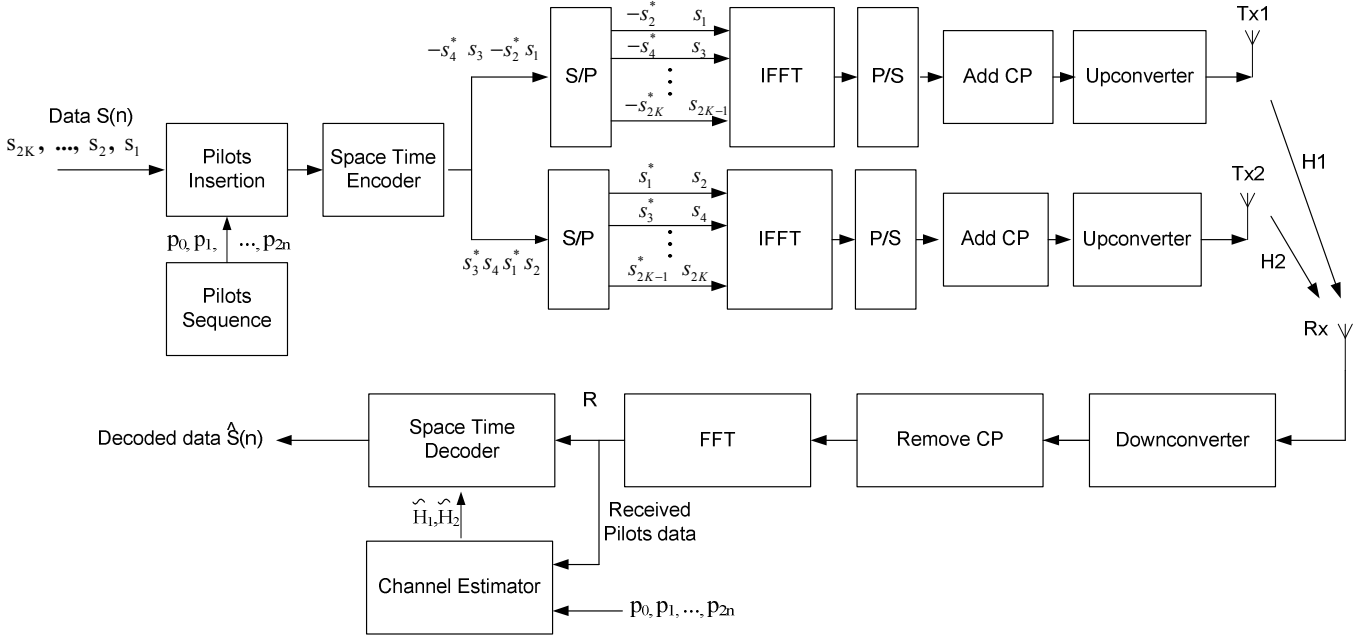 Data S(n)
s_{2K}, ..., s_2, s_1
Pilots
Insertion
p_0, p_1, ..., p_{2n}
Pilots
Sequence
Space Time
Encoder
-s_4^* s_3 -s_2^* s_1
S/P
-s_2^* s_1
-s_4^* s_3
⋮
-s_{2K}^* s_{2K-1}
IFFT
P/S
Add CP
Upconverter
Tx1
H1
s_3^* s_4 s_1^* s_2
S/P
s_1^* s_2
s_3^* s_4
⋮
s_{2K-1}^* s_{2K}
IFFT
P/S
Add CP
Upconverter
Tx2
H2
Rx
Downconverter
Remove CP
FFT
R
Space Time
Decoder
Decoded data Ŝ(n)
Received
Pilots data
H̃_1, H̃_2
Channel Estimator
p_0, p_1, ..., p_{2n}